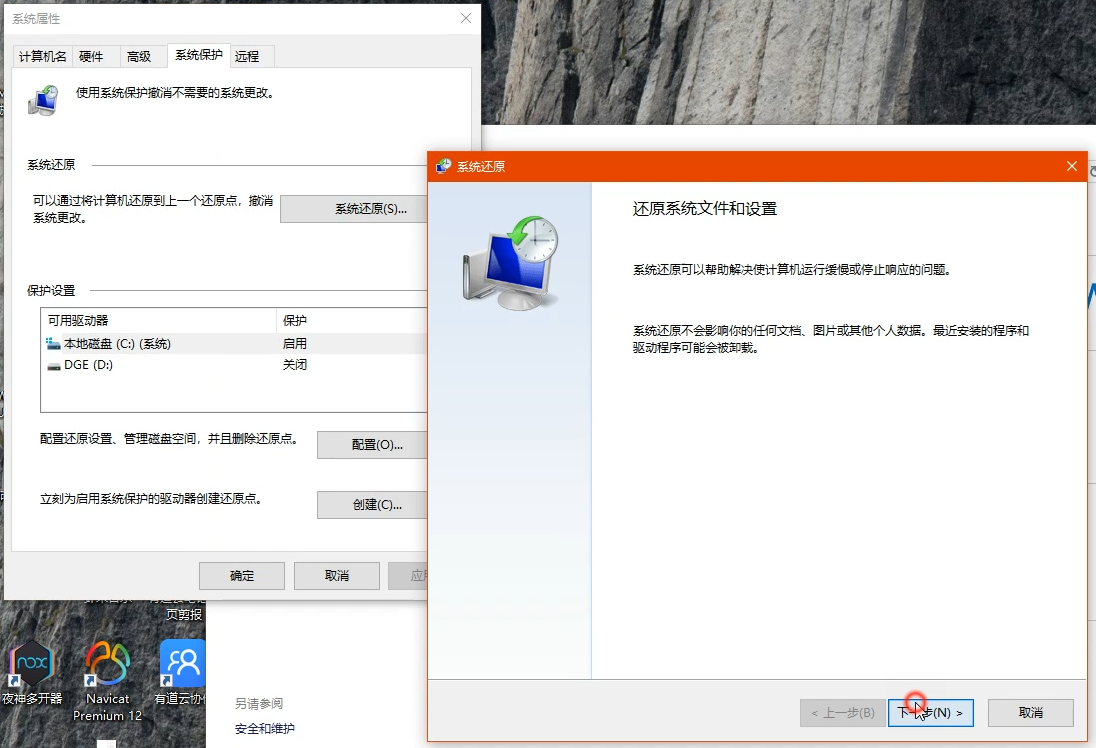 系统属性
计算机名
硬件
高级
系统保护
远程
使用系统保护撤消不需要的系统更改。
系统还原
可以通过将计算机还原到上一个还原点，撤消
系统更改。
系统还原(S)...
保护设置
可用驱动器
保护
本地磁盘 (C:) (系统)
启用
DGE (D:)
关闭
配置还原设置、管理磁盘空间，并且删除还原点。
配置(O)...
立刻为启用系统保护的驱动器创建还原点。
创建(C)...
确定
取消
系统还原
还原系统文件和设置
系统还原可以帮助解决使计算机运行缓慢或停止响应的问题。
系统还原不会影响你的任何文档、图片或其他个人数据。最近安装的程序和
驱动程序可能会被卸载。
< 上一步(B)
下一步(N) >
取消
页剪报
夜神多开器
Navicat
Premium 12
有道云协
另请参阅
安全和维护